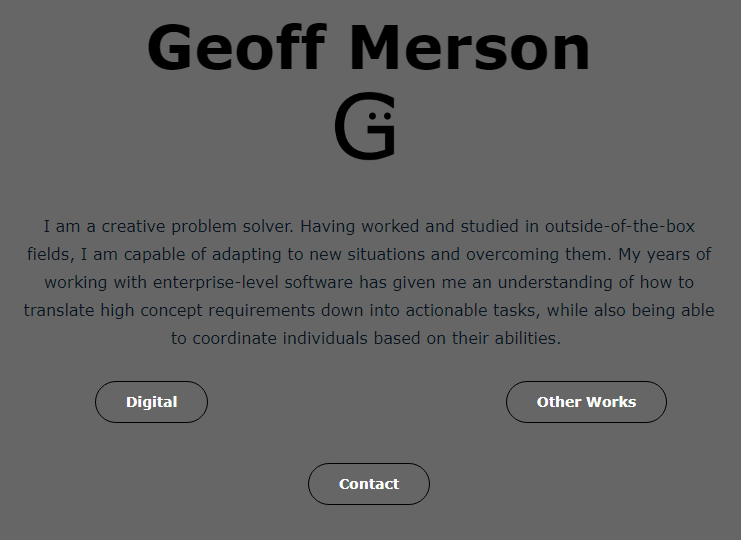 Geoff Merson
G̈
I am a creative problem solver. Having worked and studied in outside-of-the-box
fields, I am capable of adapting to new situations and overcoming them. My years of
working with enterprise-level software has given me an understanding of how to
translate high concept requirements down into actionable tasks, while also being able
to coordinate individuals based on their abilities.
Digital
Other Works
Contact